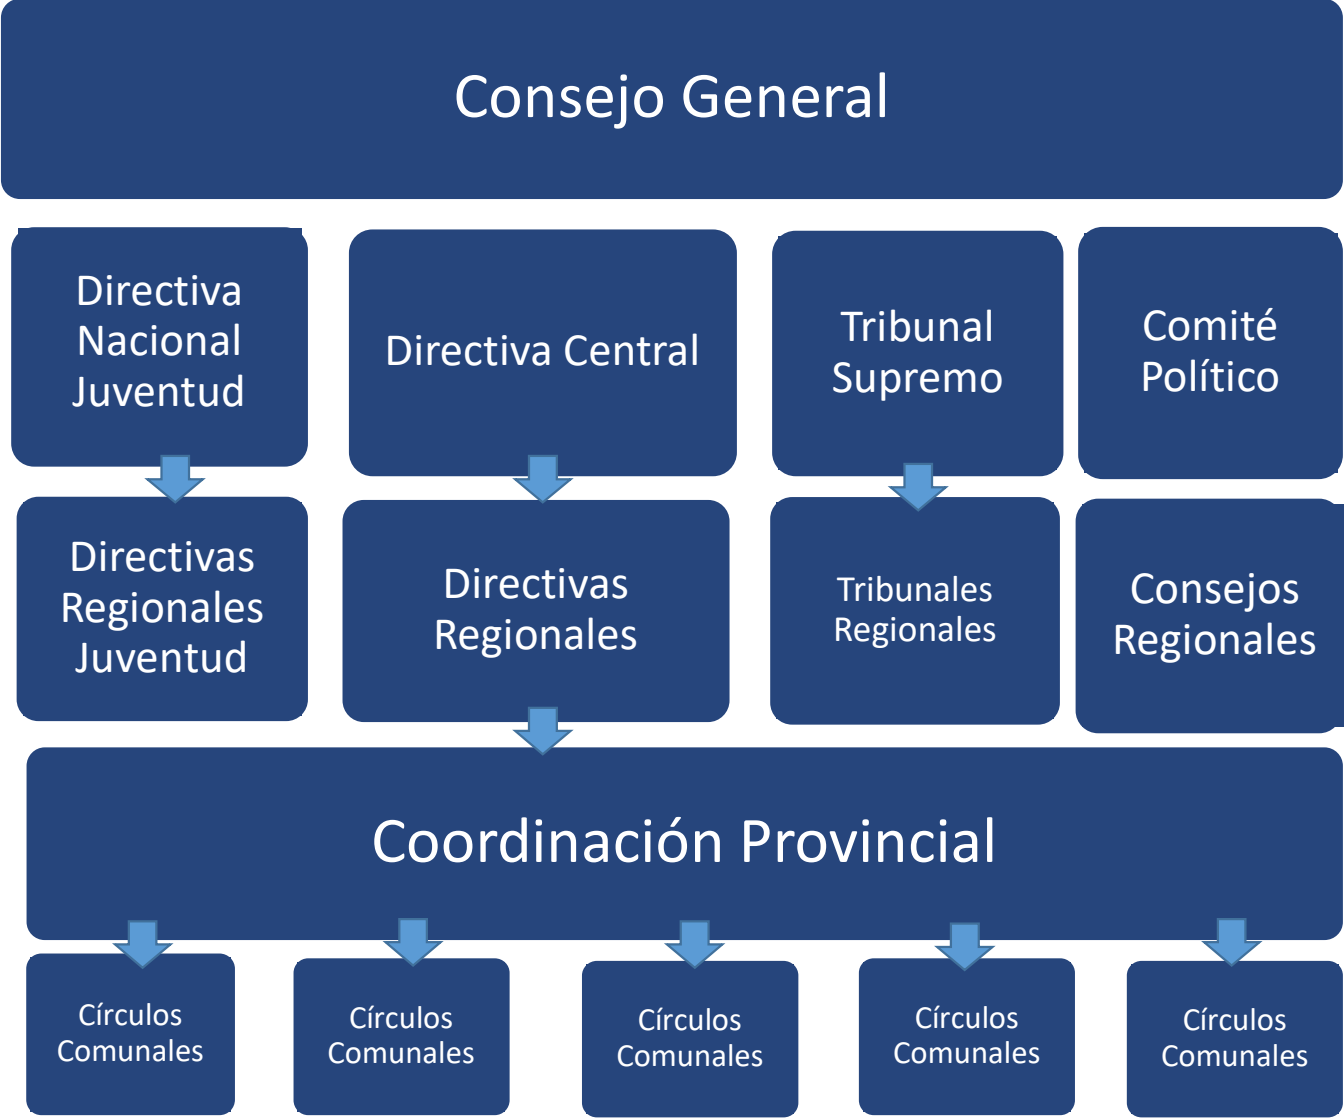 Consejo General
Directiva
Nacional
Juventud
Directiva Central
Tribunal
Supremo
Comité
Político
Directivas
Regionales
Juventud
Directivas
Regionales
Tribunales
Regionales
Consejos
Regionales
Coordinación Provincial
Círculos
Comunales
Círculos
Comunales
Círculos
Comunales
Círculos
Comunales
Círculos
Comunales